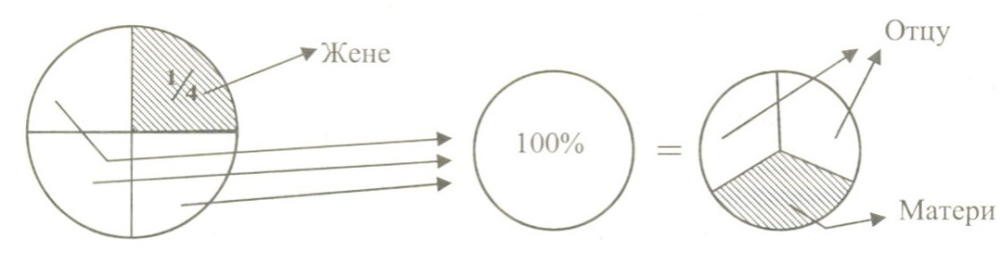 Отцу
Жене
1/4
100%
=
Матери